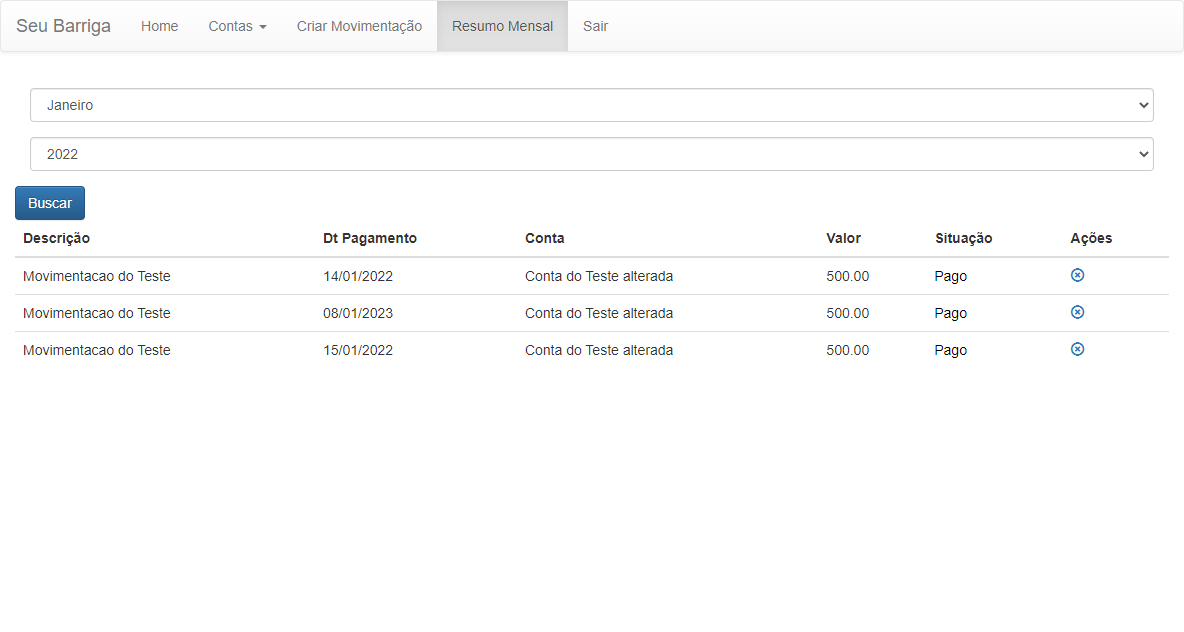 Seu Barriga Home Contas Criar Movimentação Resumo Mensal Sair
Janeiro
2022
Buscar
Descrição Dt Pagamento Conta Valor Situação Ações
Movimentacao do Teste 14/01/2022 Conta do Teste alterada 500.00 Pago
Movimentacao do Teste 08/01/2023 Conta do Teste alterada 500.00 Pago
Movimentacao do Teste 15/01/2022 Conta do Teste alterada 500.00 Pago